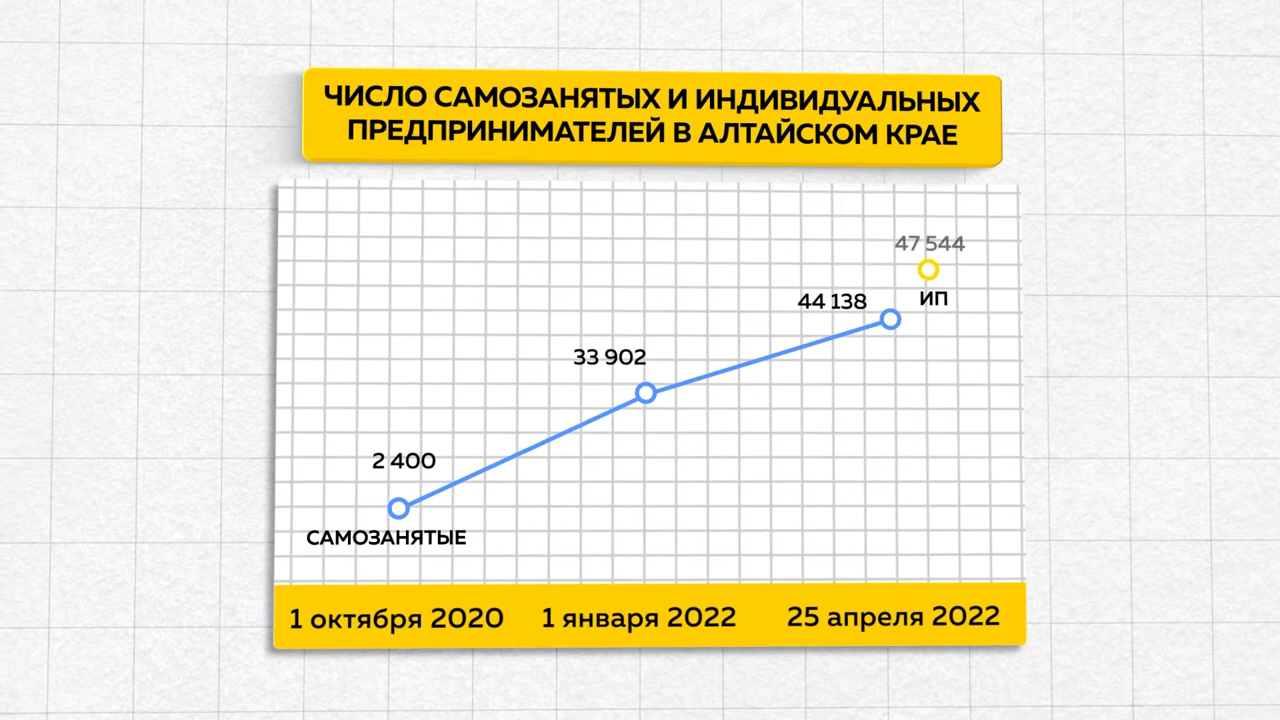 ЧИСЛО САМОЗАНЯТЫХ И ИНДИВИДУАЛЬНЫХ
ПРЕДПРИНИМАТЕЛЕЙ В АЛТАЙСКОМ КРАЕ
47 544
ИП
44 138
33 902
2 400
САМОЗАНЯТЫЕ
1 октября 2020
1 января 2022
25 апреля 2022